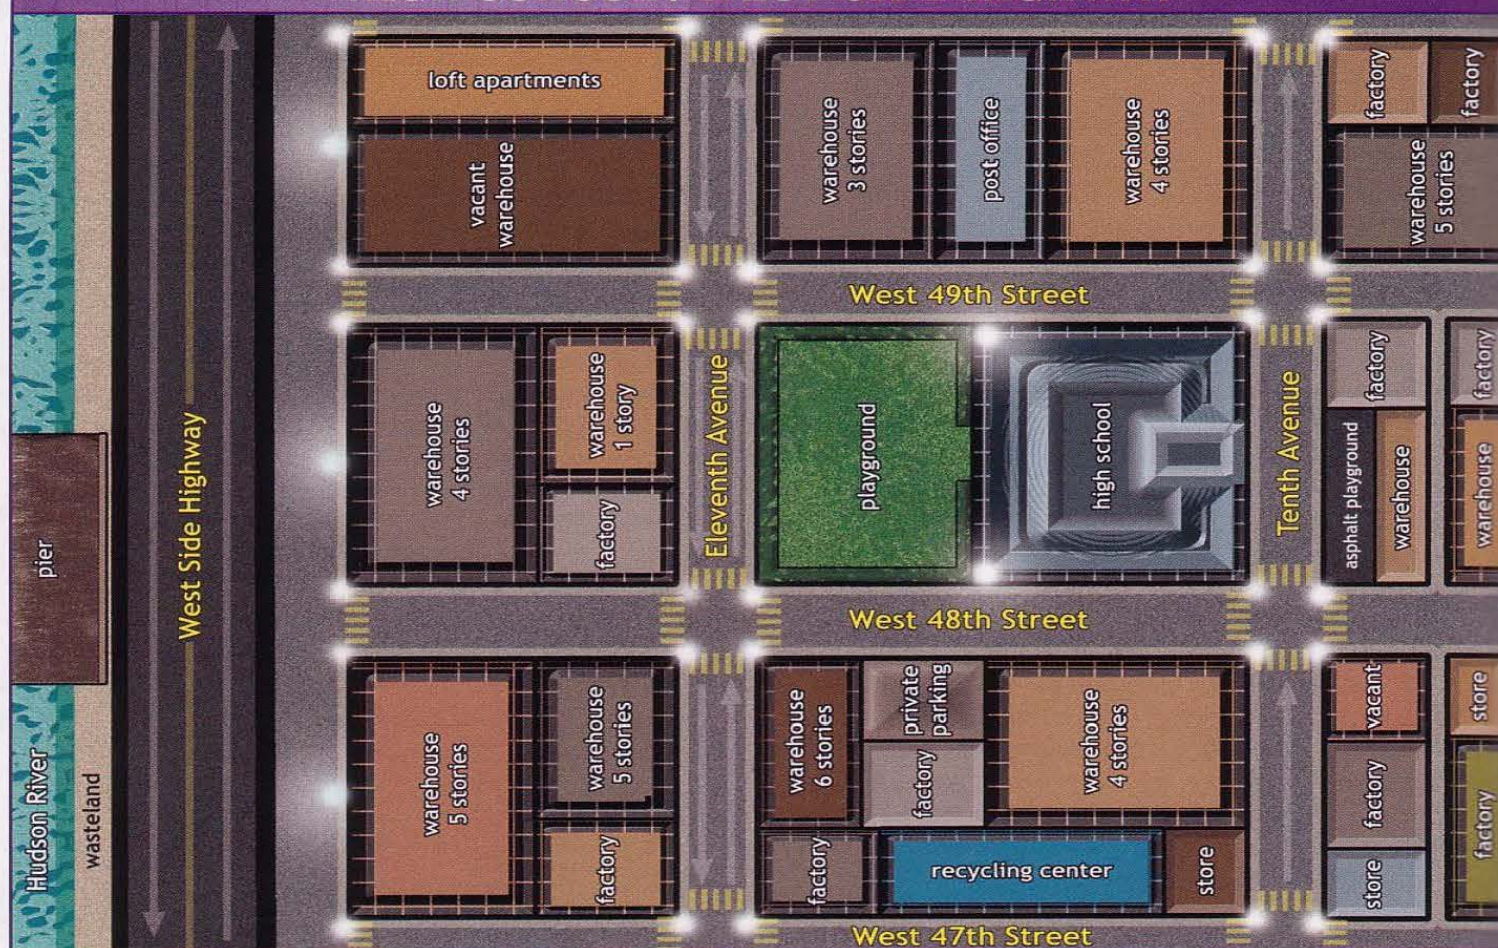 loft apartments
vacant
warehouse
warehouse
3 stories
post office
warehouse
4 stories
factory
factory
warehouse
5 stories
West 49th Street
West Side Highway
pier
warehouse
4 stories
warehouse
1 story
factory
Eleventh Avenue
playground
high school
Tenth Avenue
factory
factory
asphalt playground
warehouse
warehouse
West 48th Street
Hudson River
wasteland
warehouse
5 stories
warehouse
5 stories
factory
warehouse
6 stories
private
parking
factory
warehouse
4 stories
factory
recycling center
store
vacant
store
factory
factory
store
West 47th Street